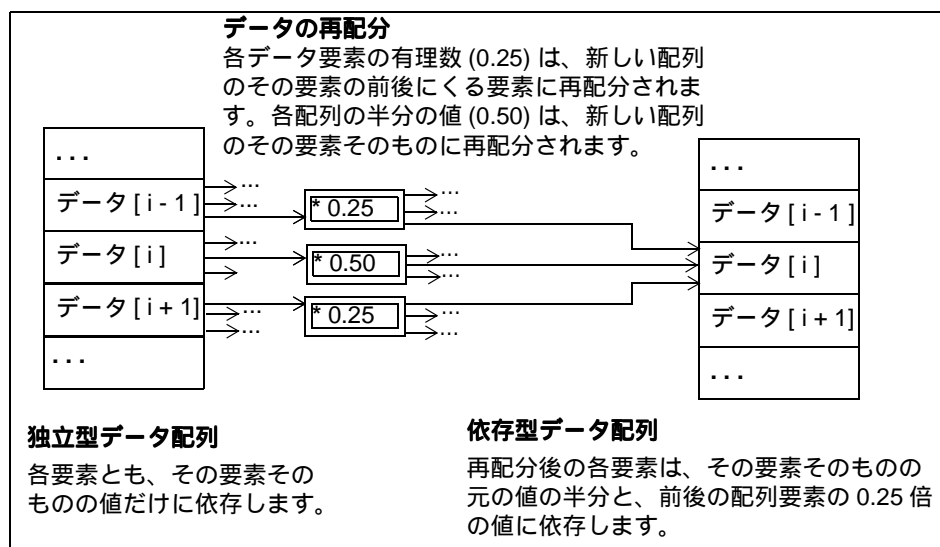 データの再配分
各データ要素の有理数 (0.25) は、新しい配列
のその要素の前後にくる要素に再配分されま
す。各配列の半分の値 (0.50) は、新しい配列
のその要素そのものに再配分されます。
...
データ [ i - 1 ]
データ [ i ]
データ [ i + 1]
...
...
...
...
...
...
...
* 0.25
* 0.50
* 0.25
...
...
...
...
...
...
...
データ [ i - 1 ]
データ [ i ]
データ [ i + 1]
...
独立型データ配列
各要素とも、その要素その
ものの値だけに依存します。
依存型データ配列
再配分後の各要素は、その要素そのものの
元の値の半分と、前後の配列要素の 0.25 倍
の値に依存します。